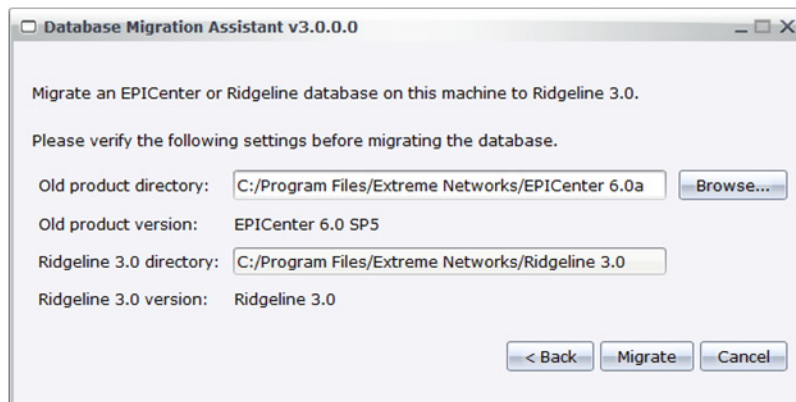 Database Migration Assistant v3.0.0.0
Migrate an EPICenter or Ridgeline database on this machine to Ridgeline 3.0.
Please verify the following settings before migrating the database.
Old product directory: C:/Program Files/Extreme Networks/EPICenter 6.0a Browse...
Old product version: EPICenter 6.0 SP5
Ridgeline 3.0 directory: C:/Program Files/Extreme Networks/Ridgeline 3.0
Ridgeline 3.0 version: Ridgeline 3.0
< Back Migrate Cancel